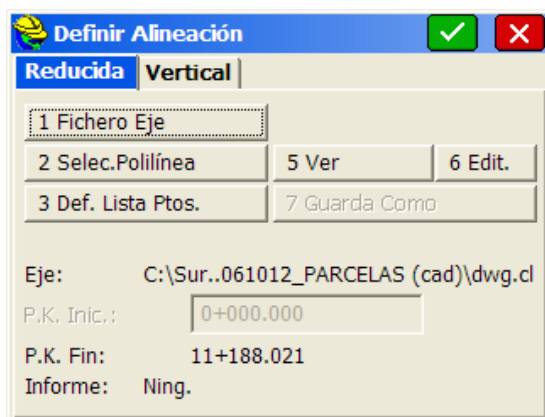 Definir Alineación
Reducida Vertical
1 Fichero Eje
2 Selec.Polilínea 5 Ver 6 Edit.
3 Def. Lista Ptos. 7 Guarda Como
Eje: C:\Sur..061012_PARCELAS (cad)\dwg.cl
P.K. Inic.: 0+000.000
P.K. Fin: 11+188.021
Informe: Ning.